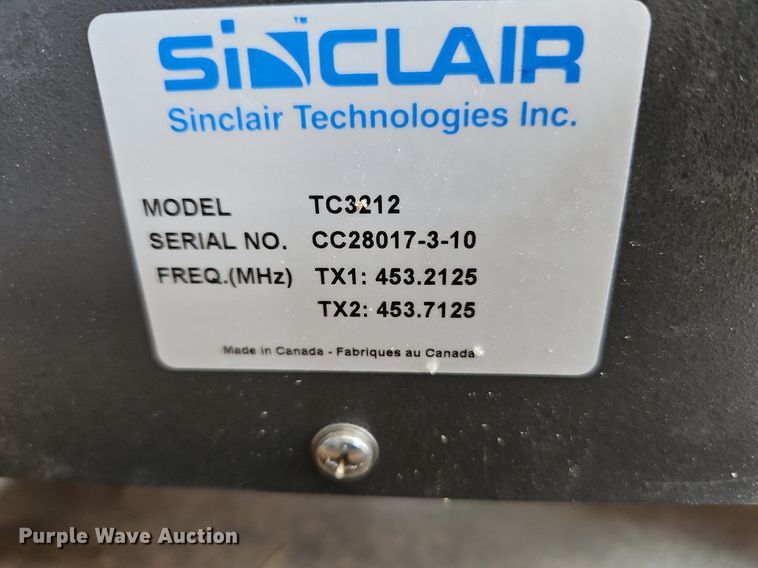 SINCLAIR™
Sinclair Technologies Inc.
MODEL TC3212
SERIAL NO. CC28017-3-10
FREQ.(MHz) TX1: 453.2125
TX2: 453.7125
Made in Canada - Fabriques au Canada
Purple Wave Auction